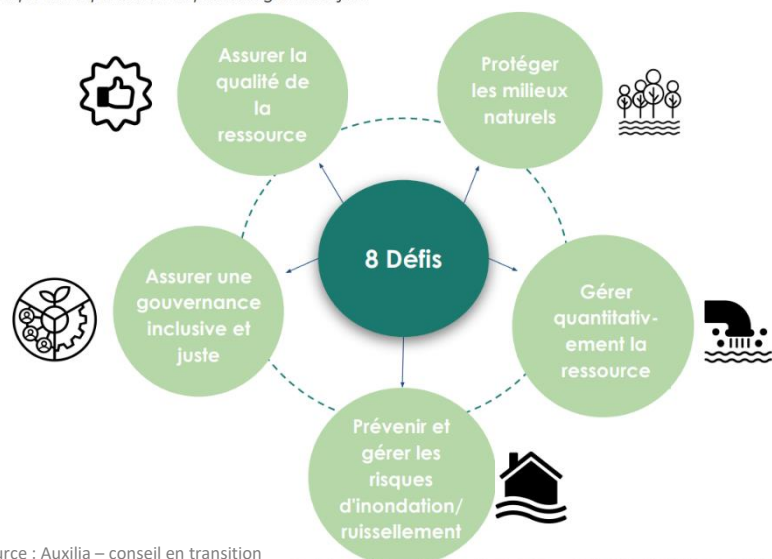 Assurer la
qualité de
la
ressource
Protéger
les milieux
naturels
8 Défis
Assurer une
gouvernance
inclusive et
juste
Gérer
quantitativ-
ement la
ressource
Prévenir et
gérer les
risques
d'inondation/
ruissellement
urce : Auxilia – conseil en transition